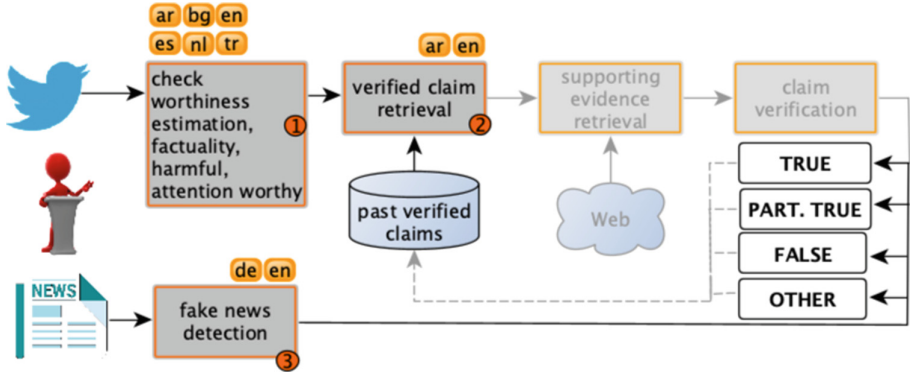 ar bg en
es nl tr
check
worthiness
estimation,
factuality,
harmful,
attention worthy
1
ar en
verified claim
retrieval
2
supporting
evidence
retrieval
claim
verification
past verified
claims
Web
TRUE
PART. TRUE
FALSE
OTHER
NEWS
de en
fake news
detection
3